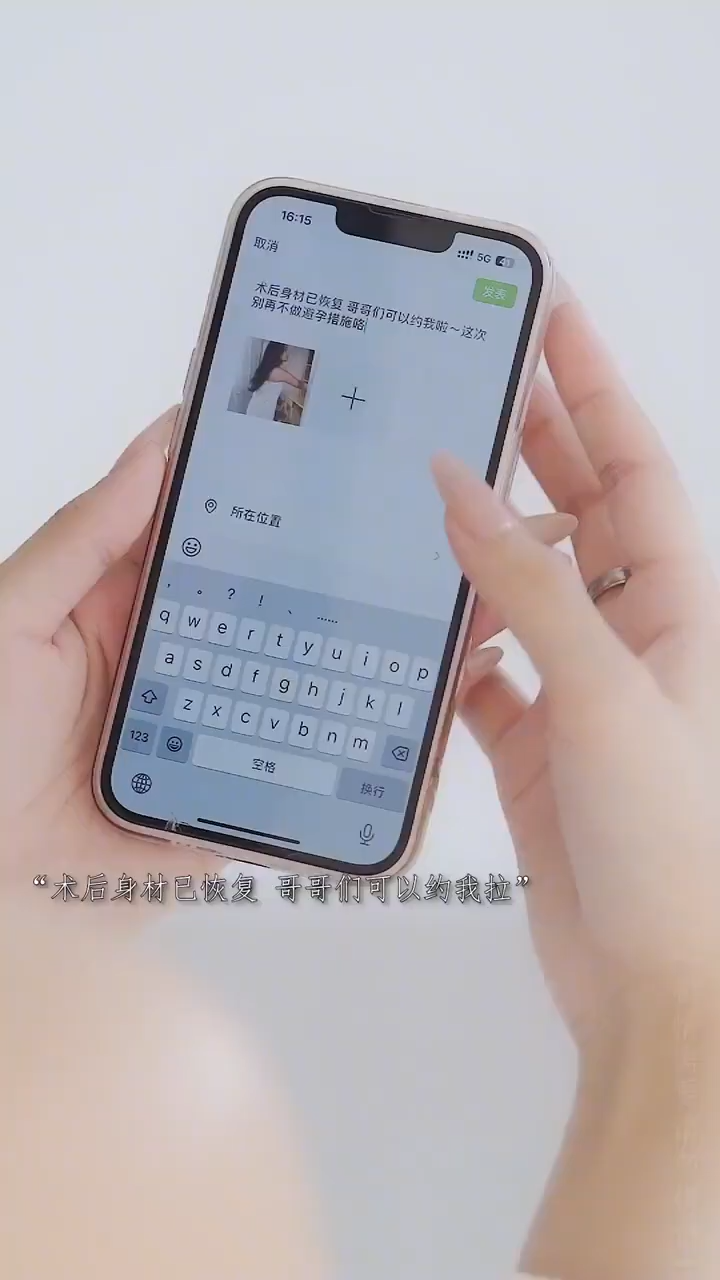 16:15
5G 41
取消
发表
术后身材已恢复 哥哥们可以约我啦～这次
别再不做避孕措施咯
所在位置
， 。 ？ ！ 、 ……
q w e r t y u i o p
a s d f g h j k l
z x c v b n m
123 空格 换行
“术后身材已恢复 哥哥们可以约我拉”